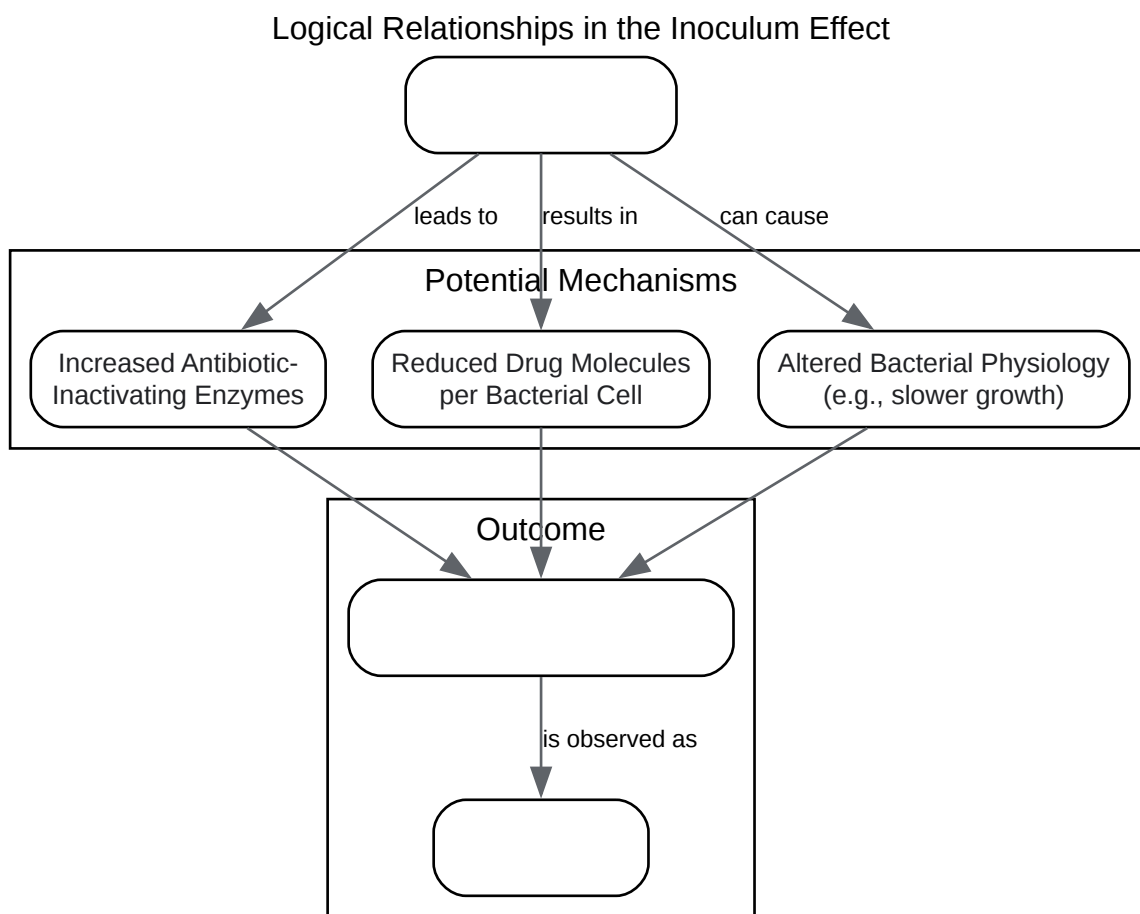 Logical Relationships in the Inoculum Effect
leads to
results in
can cause
Potential Mechanisms
Increased Antibiotic-
Inactivating Enzymes
Reduced Drug Molecules
per Bacterial Cell
Altered Bacterial Physiology
(e.g., slower growth)
Outcome
is observed as